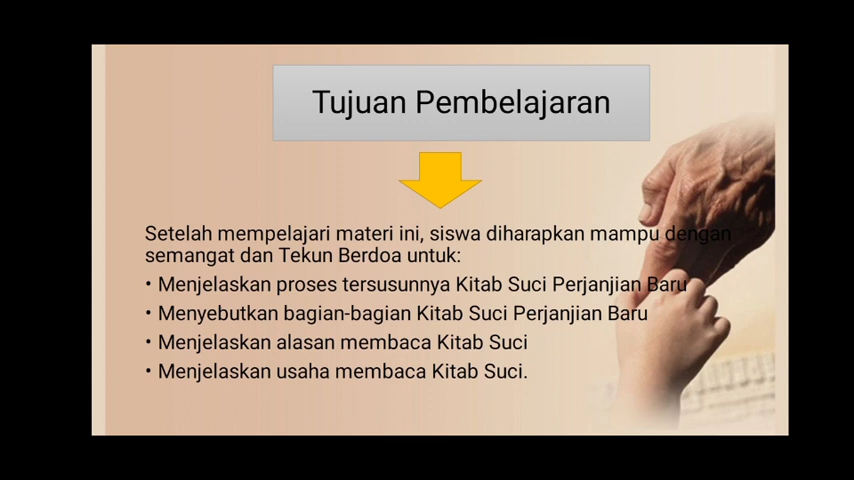 Tujuan Pembelajaran
Setelah mempelajari materi ini, siswa diharapkan mampu dengan
semangat dan Tekun Berdoa untuk:
• Menjelaskan proses tersusunnya Kitab Suci Perjanjian Baru
• Menyebutkan bagian-bagian Kitab Suci Perjanjian Baru
• Menjelaskan alasan membaca Kitab Suci
• Menjelaskan usaha membaca Kitab Suci.